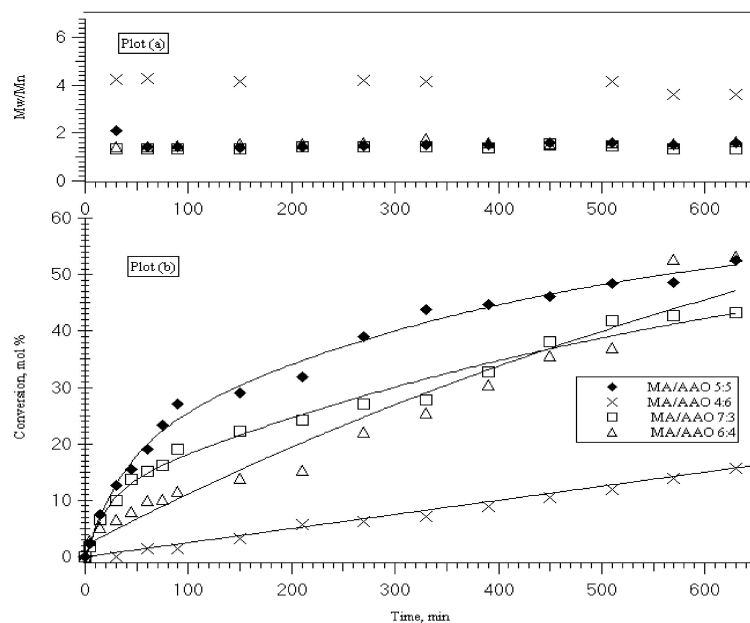 6
Plot (a)
4
Mw/Mn
2
0
0 100 200 300 400 500 600
60
Plot (b)
50
40
Conversion, mol %
30
MA/AAO 5:5
MA/AAO 4:6
MA/AAO 7:3
MA/AAO 6:4
20
10
0
0 100 200 300 400 500 600
Time, min